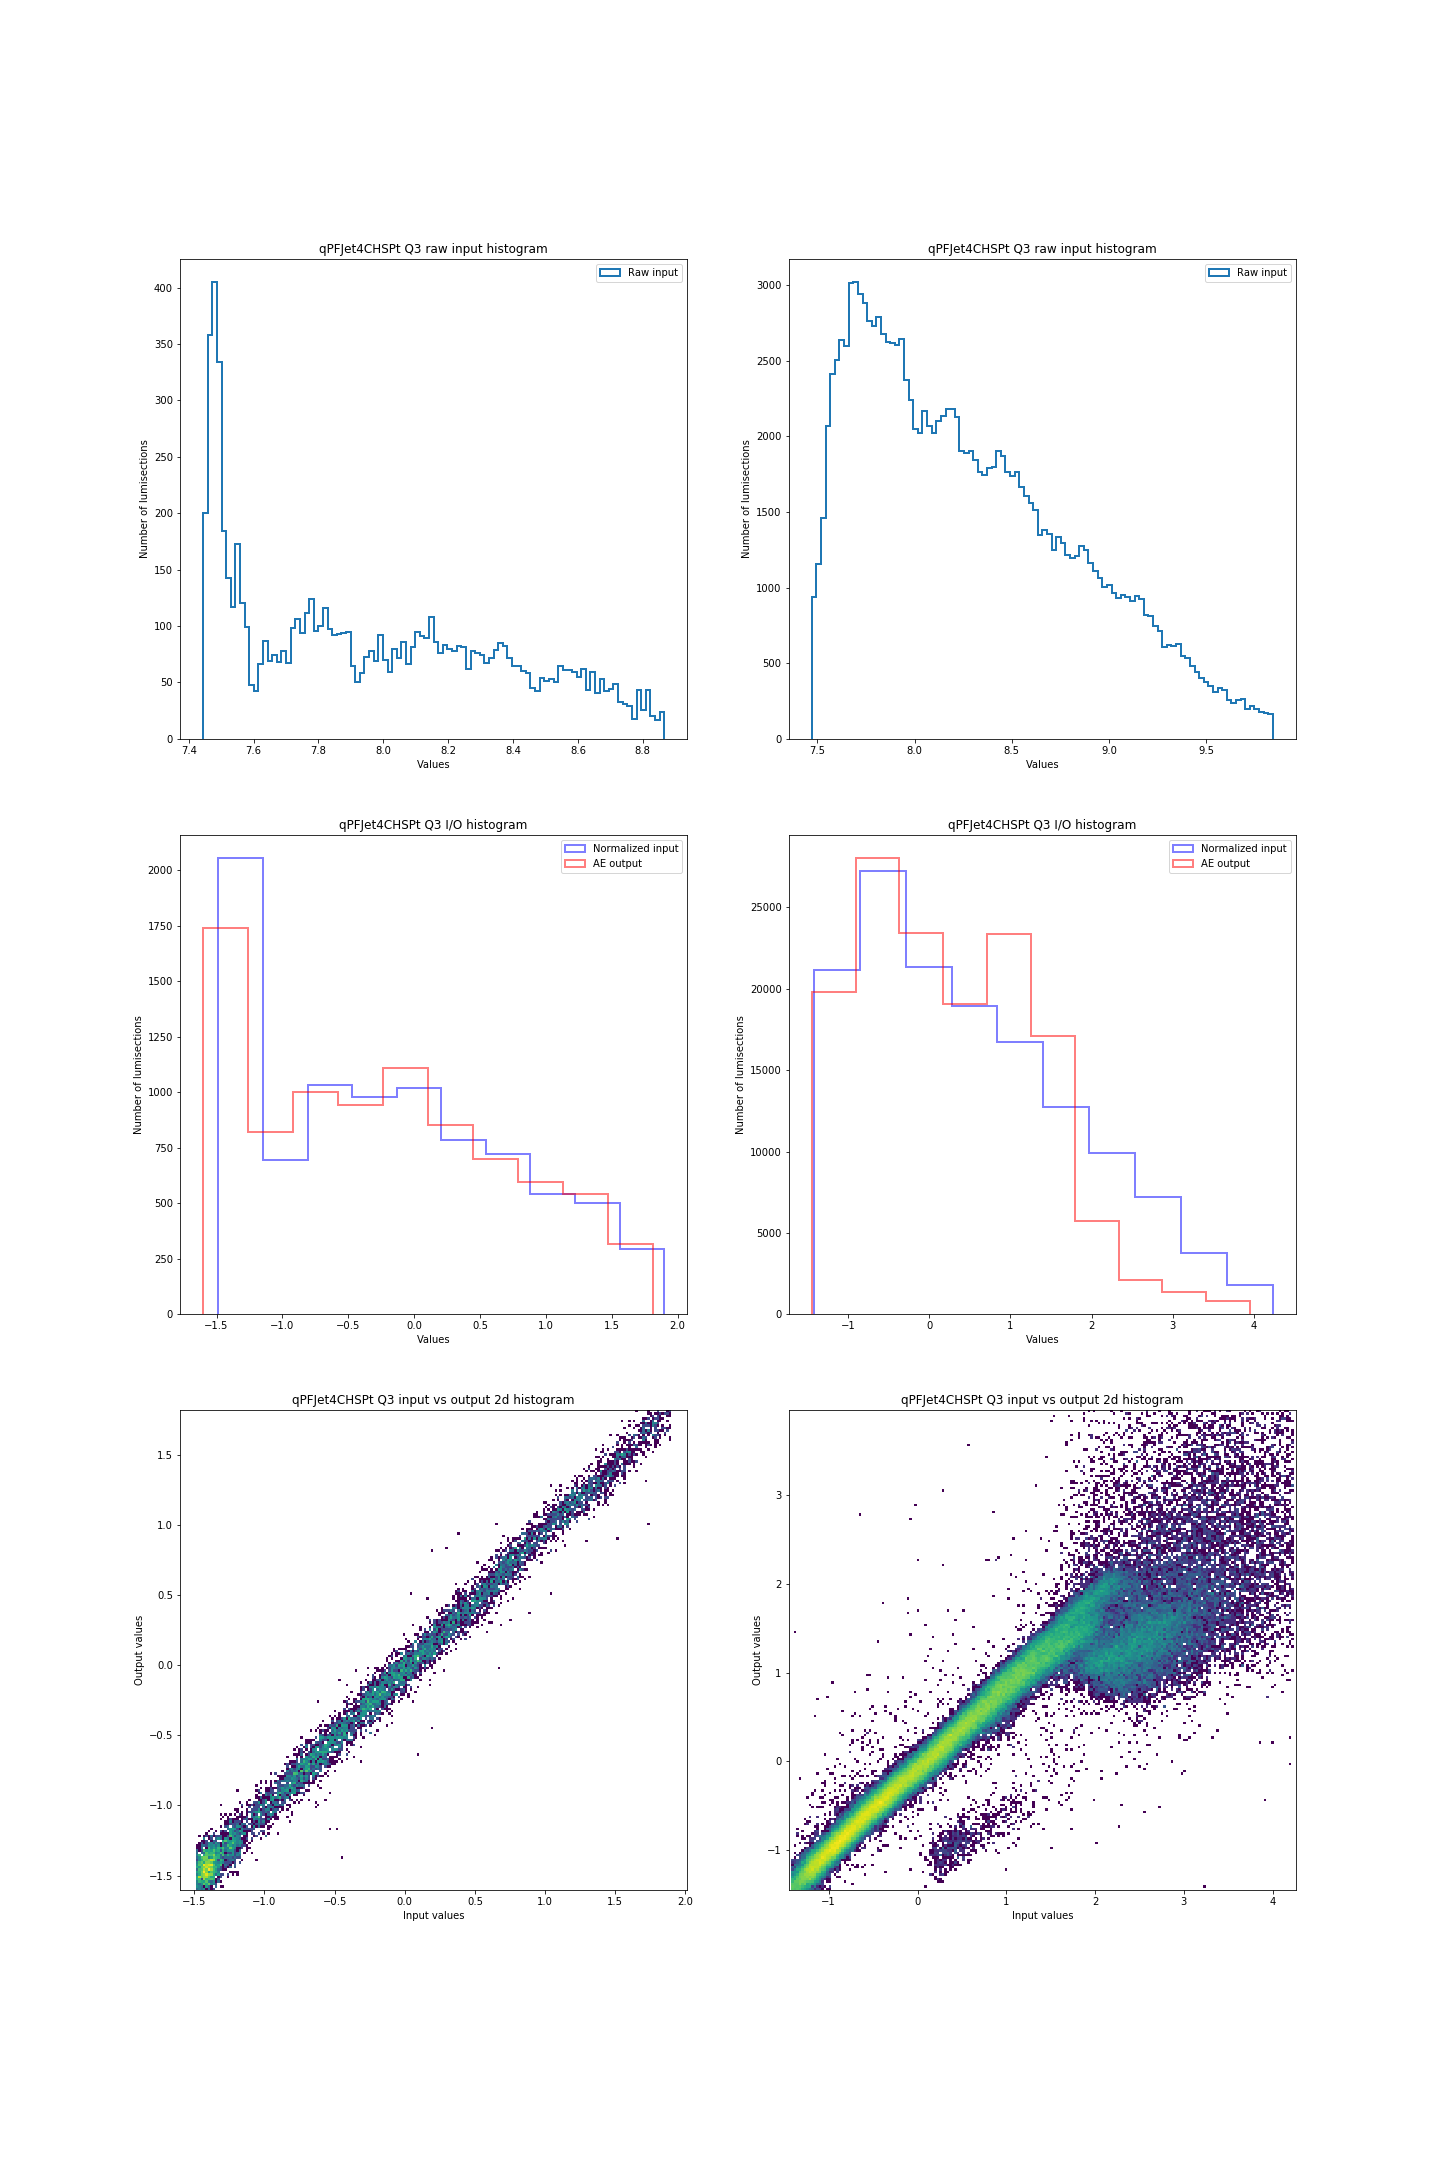 qPFJet4CHSPt Q3 raw input histogram
Raw input
Number of lumisections
400
350
300
250
200
150
100
50
0
7.4 7.6 7.8 8.0 8.2 8.4 8.6 8.8
Values
qPFJet4CHSPt Q3 raw input histogram
Raw input
Number of lumisections
3000
2500
2000
1500
1000
500
0
7.5 8.0 8.5 9.0 9.5
Values
qPFJet4CHSPt Q3 I/O histogram
Normalized input
AE output
Number of lumisections
2000
1750
1500
1250
1000
750
500
250
0
−1.5 −1.0 −0.5 0.0 0.5 1.0 1.5 2.0
Values
qPFJet4CHSPt Q3 I/O histogram
Normalized input
AE output
Number of lumisections
25000
20000
15000
10000
5000
0
−1 0 1 2 3 4
Values
qPFJet4CHSPt Q3 input vs output 2d histogram
Output values
1.5
1.0
0.5
0.0
−0.5
−1.0
−1.5
−1.5 −1.0 −0.5 0.0 0.5 1.0 1.5 2.0
Input values
qPFJet4CHSPt Q3 input vs output 2d histogram
Output values
3
2
1
0
−1
−1 0 1 2 3 4
Input values